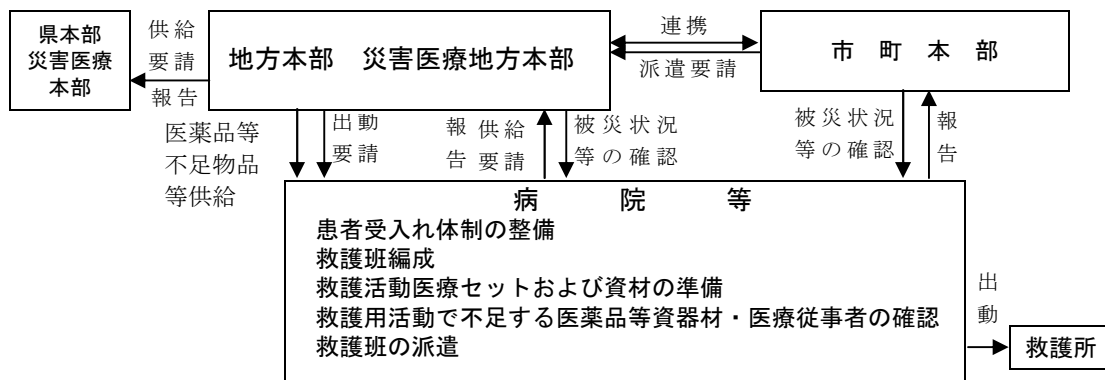 県本部
災害医療
本部
供給
要請
報告
地方本部　災害医療地方本部
連携
派遣要請
市　町　本　部
医薬品等
不足物品
等供給
出動
要請
報告
供給
要請
被災状況
等の確認
被災状況
等の確認
報告
病　院　等
患者受入れ体制の整備
救護班編成
救護活動医療セットおよび資材の準備
救護用活動で不足する医薬品等資器材・医療従事者の確認
救護班の派遣
出動
救護所